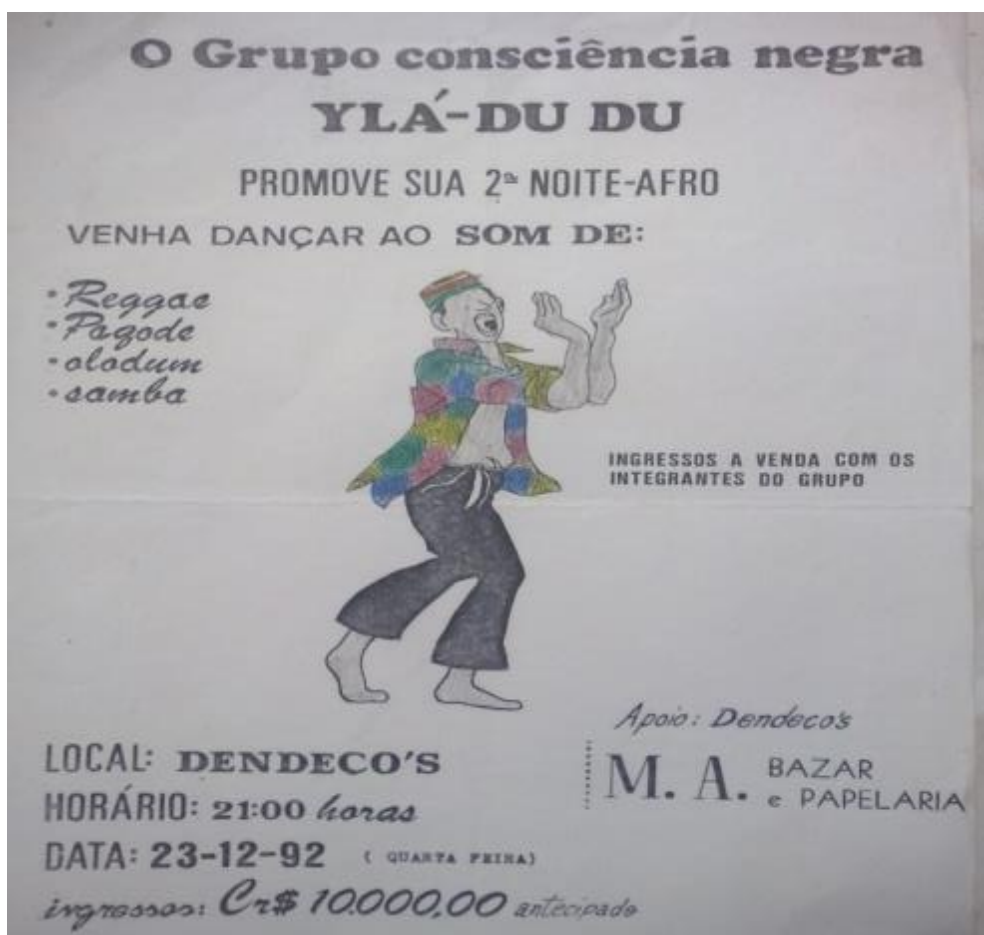 O Grupo consciência negra
YLÁ-DU DU
PROMOVE SUA 2ª NOITE-AFRO
VENHA DANÇAR AO SOM DE:
• Reggae
• Pagode
• olodum
• samba
INGRESSOS A VENDA COM OS
INTEGRANTES DO GRUPO
Apoio: Dendeco's
M. A. BAZAR
e PAPELARIA
LOCAL: DENDECO'S
HORÁRIO: 21:00 horas
DATA: 23-12-92 ( QUARTA FEIRA)
ingressos: Cr$ 10.000,00 antecipado